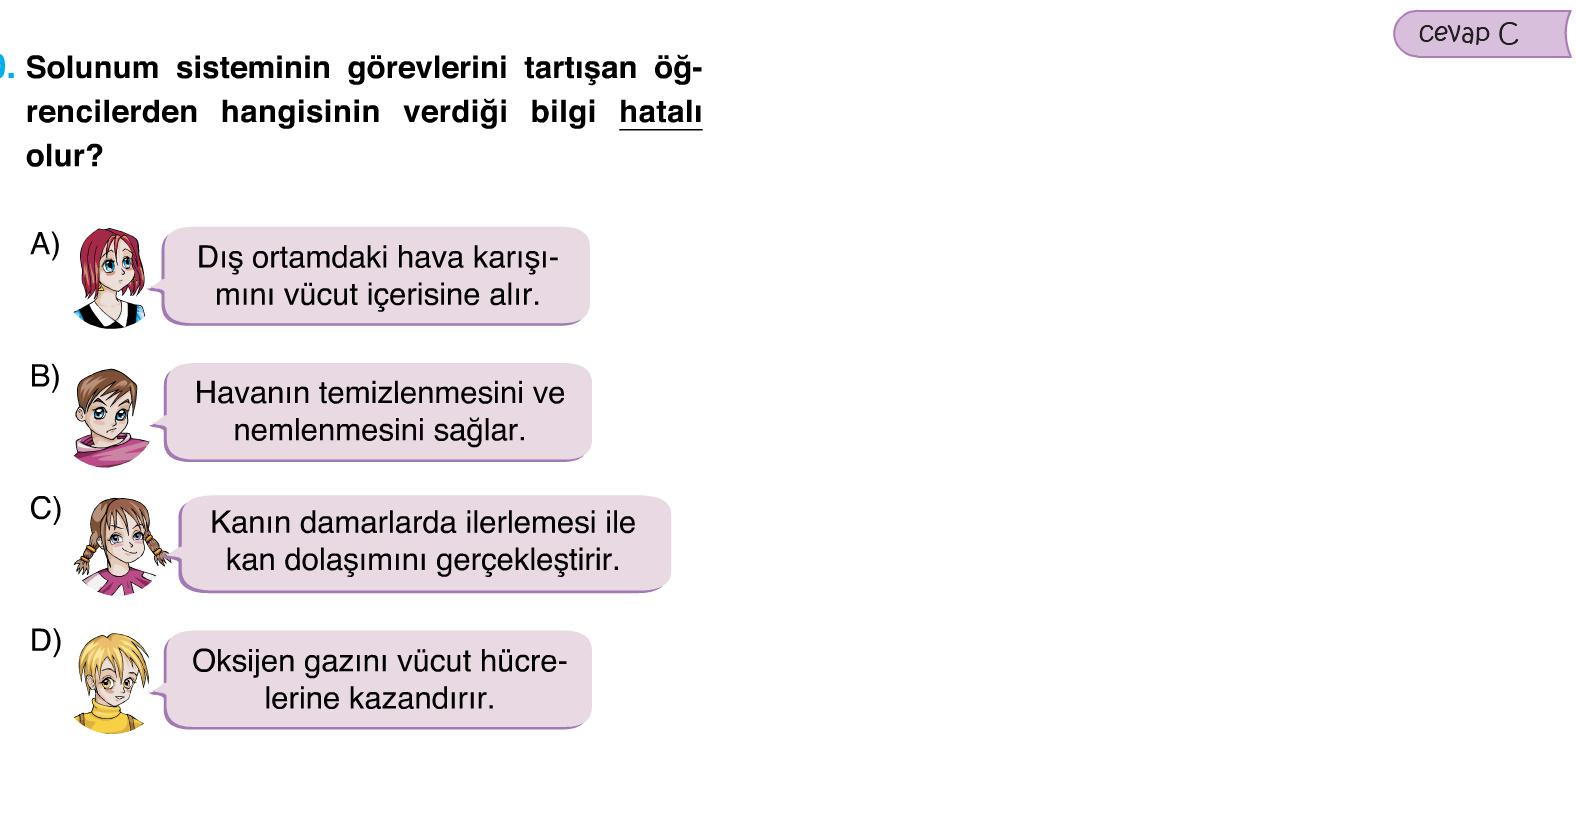 cevap C
9. Solunum sisteminin görevlerini tartışan öğ-
rencilerden hangisinin verdiği bilgi hatalı
olur?
A) Dış ortamdaki hava karışı-
mını vücut içerisine alır.
B) Havanın temizlenmesini ve
nemlenmesini sağlar.
C) Kanın damarlarda ilerlemesi ile
kan dolaşımını gerçekleştirir.
D) Oksijen gazını vücut hücre-
lerine kazandırır.